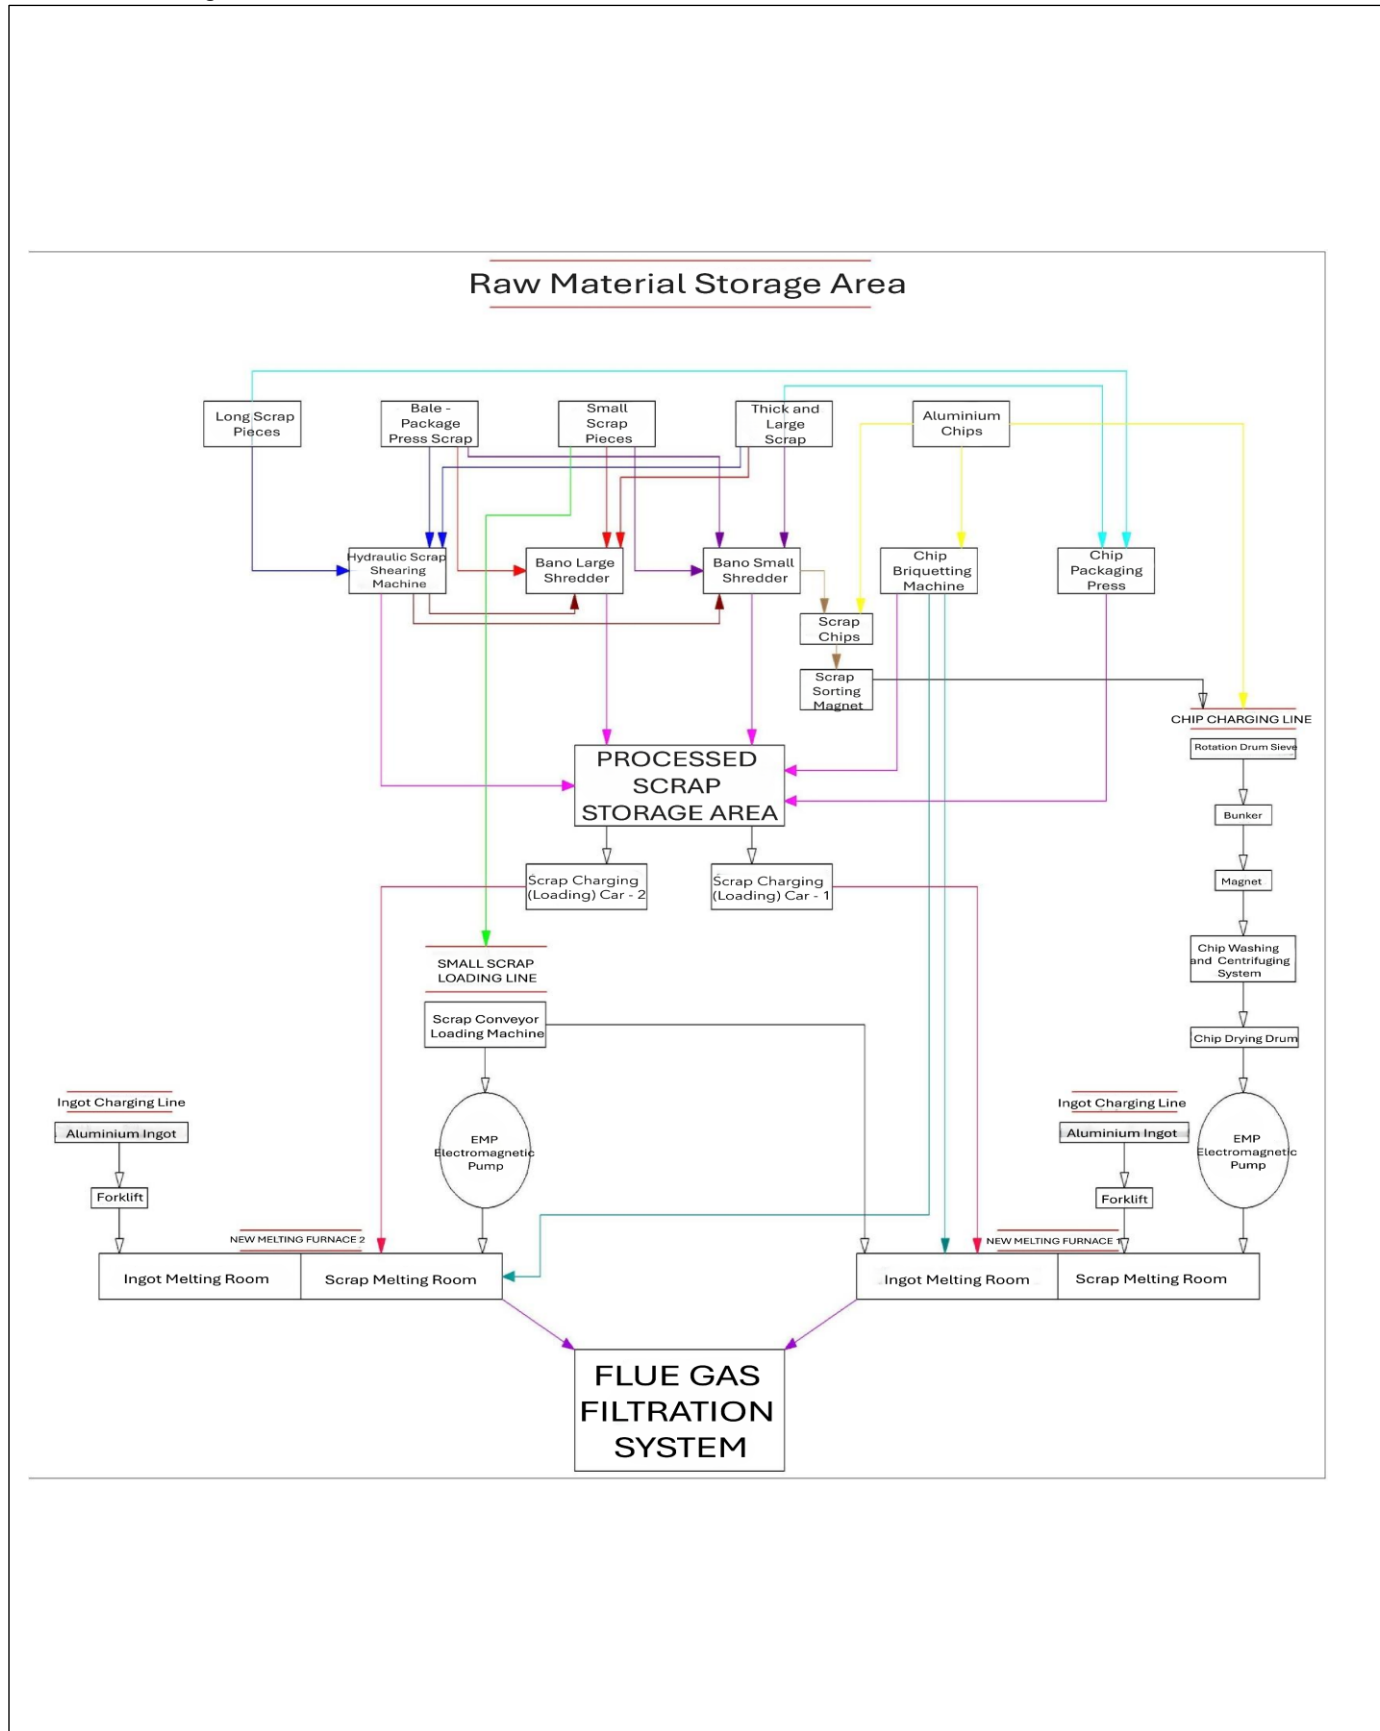 Raw Material Storage Area
Long Scrap
Pieces
Bale -
Package
Press Scrap
Small
Scrap
Pieces
Thick and
Large
Scrap
Aluminium
Chips
Hydraulic Scrap
Shearing
Machine
Bano Large
Shredder
Bano Small
Shredder
Chip
Briquetting
Machine
Chip
Packaging
Press
Scrap
Chips
Scrap
Sorting
Magnet
CHIP CHARGING LINE
Rotation Drum Sieve
PROCESSED
SCRAP
STORAGE AREA
Bunker
Scrap Charging
(Loading) Car - 2
Scrap Charging
(Loading) Car - 1
Magnet
Chip Washing
and Centrifuging
System
SMALL SCRAP
LOADING LINE
Scrap Conveyor
Loading Machine
Chip Drying Drum
Ingot Charging Line
Aluminium Ingot
Forklift
EMP
Electromagnetic
Pump
Ingot Charging Line
Aluminium Ingot
Forklift
EMP
Electromagnetic
Pump
NEW MELTING FURNACE 2
Ingot Melting Room
Scrap Melting Room
NEW MELTING FURNACE 1
Ingot Melting Room
Scrap Melting Room
FLUE GAS
FILTRATION
SYSTEM